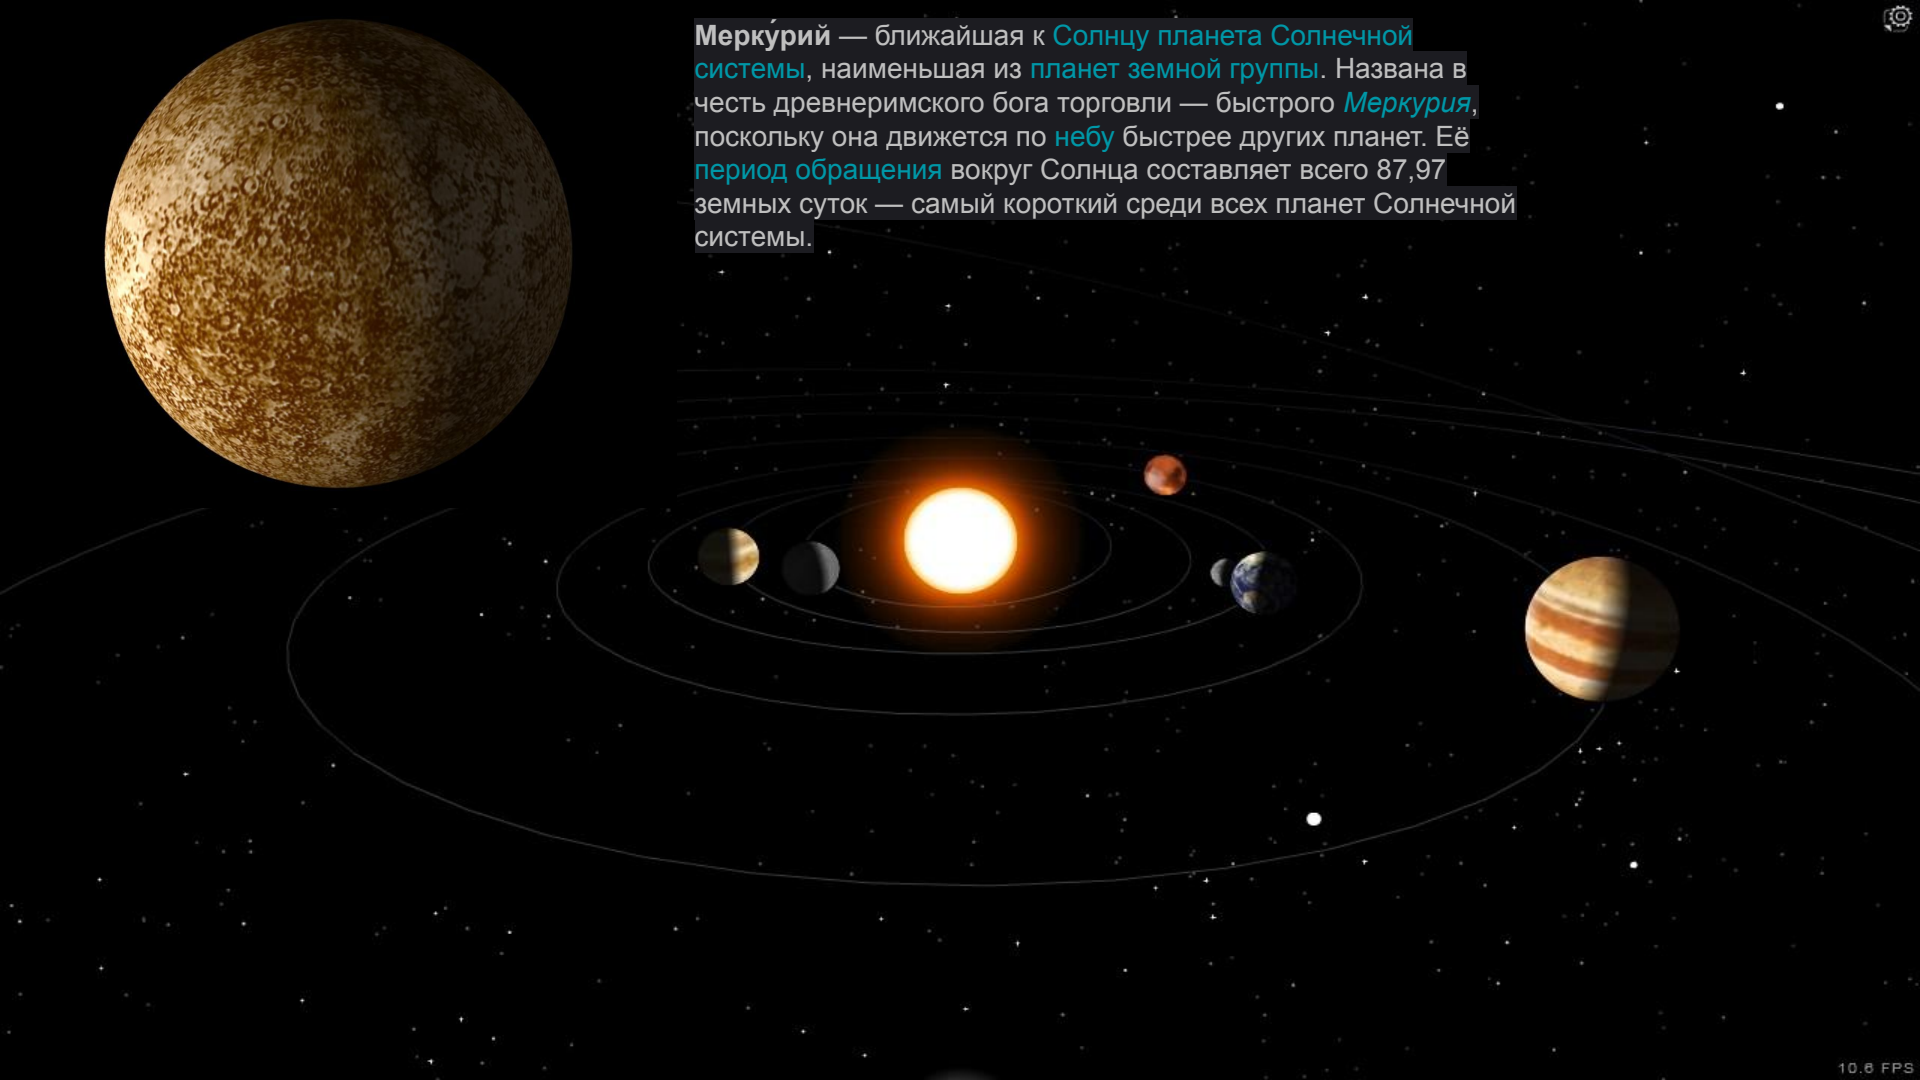 Мерку́рий — ближайшая к Солнцу планета Солнечной
системы, наименьшая из планет земной группы. Названа в
честь древнеримского бога торговли — быстрого Меркурия,
поскольку она движется по небу быстрее других планет. Её
период обращения вокруг Солнца составляет всего 87,97
земных суток — самый короткий среди всех планет Солнечной
системы.
10.6 FPS